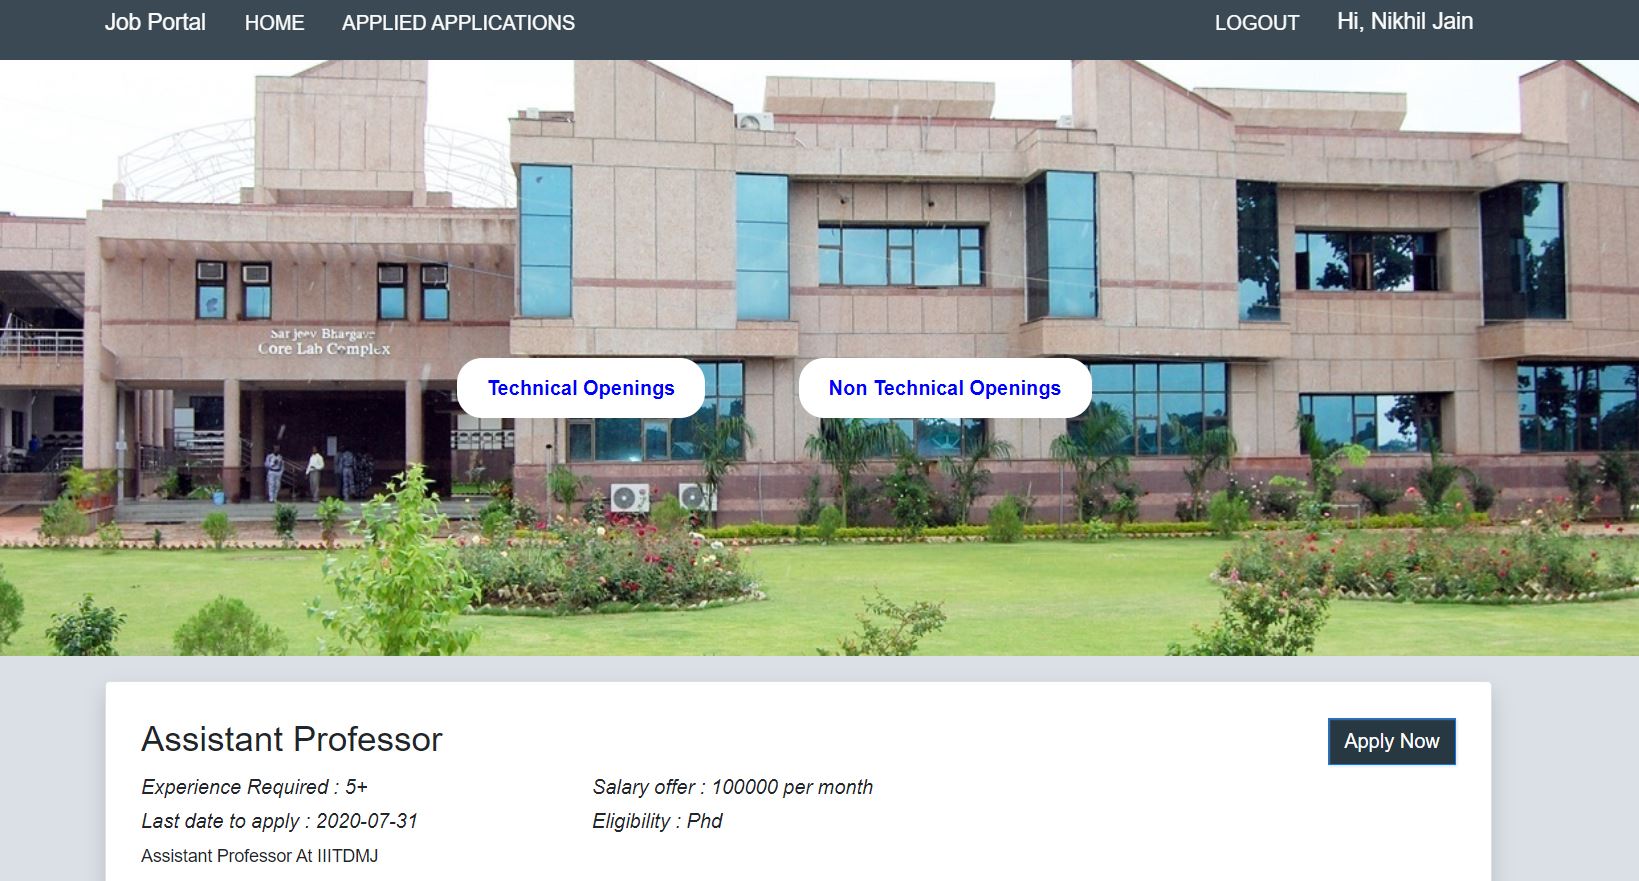 Job Portal HOME APPLIED APPLICATIONS LOGOUT Hi, Nikhil Jain
Core Lab Complex
Technical Openings Non Technical Openings
Assistant Professor Apply Now
Experience Required : 5+ Salary offer : 100000 per month
Last date to apply : 2020-07-31 Eligibility : Phd
Assistant Professor At IIITDMJ